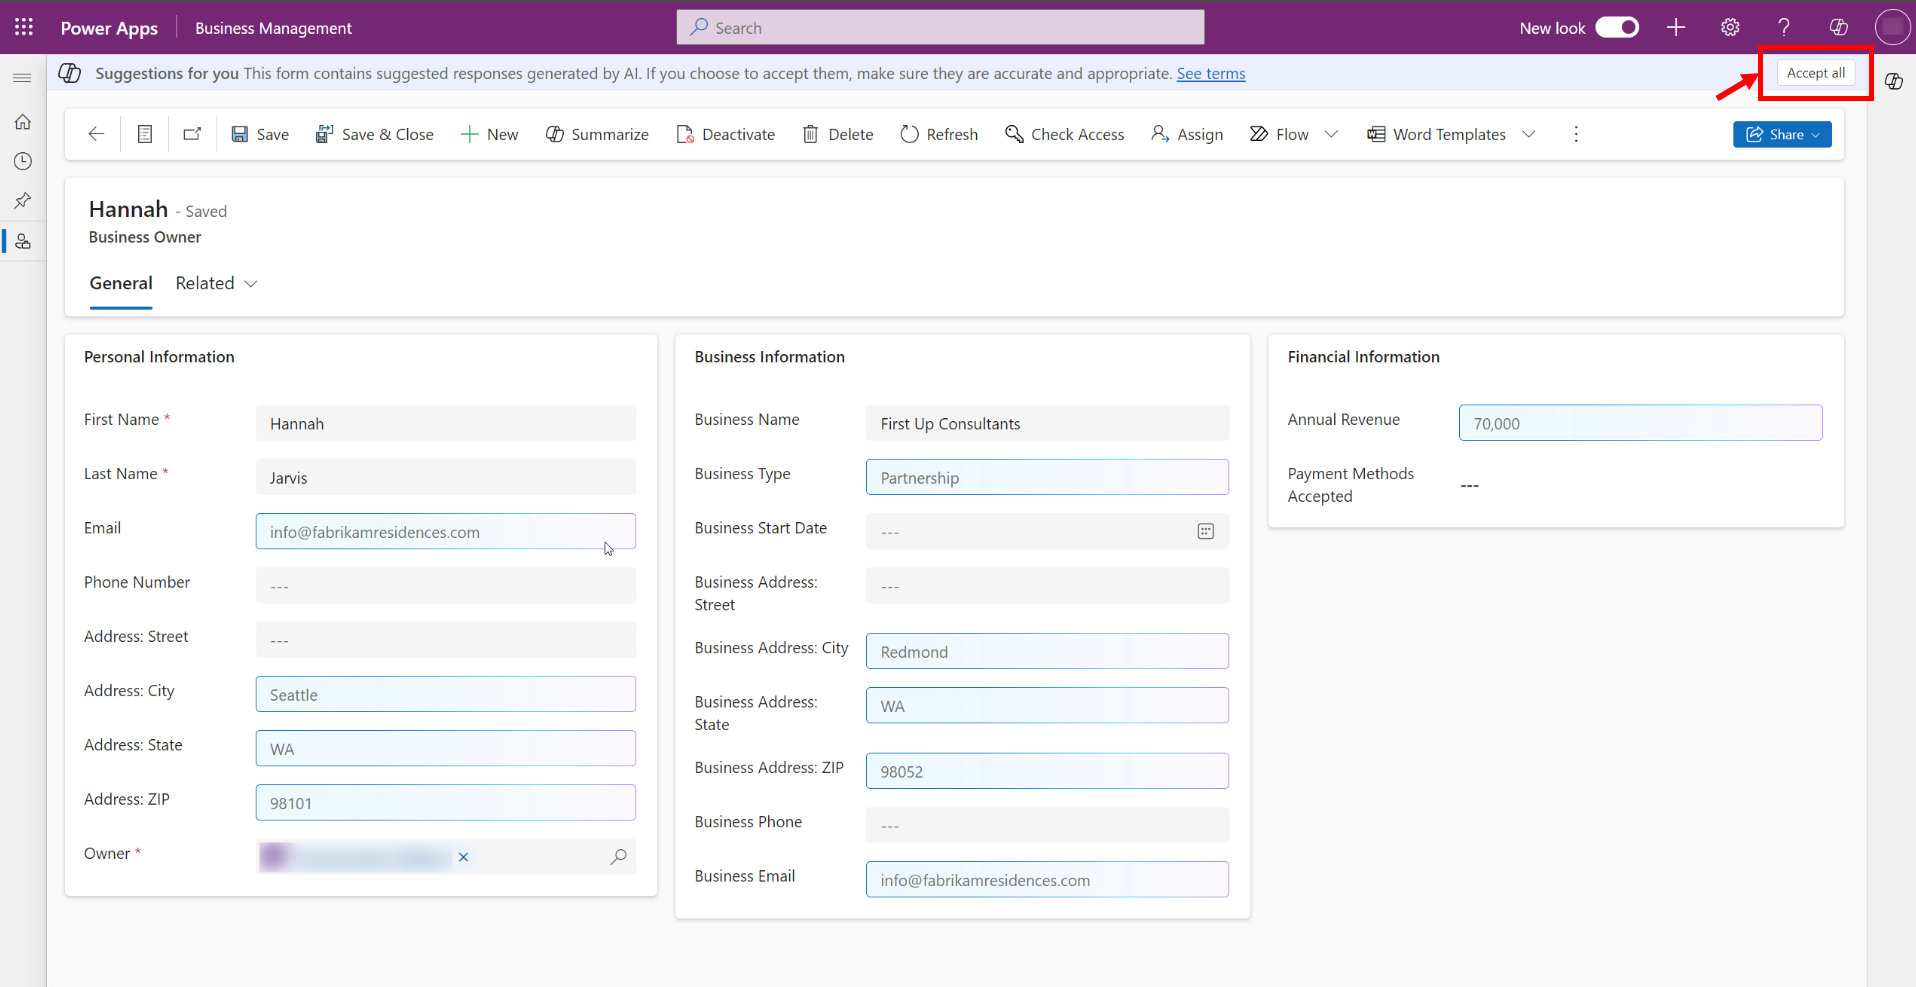 Power Apps
Business Management
Search
New look
Suggestions for you This form contains suggested responses generated by AI. If you choose to accept them, make sure they are accurate and appropriate. See terms
Accept all
Save
Save & Close
New
Summarize
Deactivate
Delete
Refresh
Check Access
Assign
Flow
Word Templates
Share
Hannah - Saved
Business Owner
General
Related
Personal Information
First Name *
Hannah
Last Name *
Jarvis
Email
info@fabrikamresidences.com
Phone Number
---
Address: Street
---
Address: City
Seattle
Address: State
WA
Address: ZIP
98101
Owner *
Business Information
Business Name
First Up Consultants
Business Type
Partnership
Business Start Date
---
Business Address:
Street
---
Business Address: City
Redmond
Business Address:
State
WA
Business Address: ZIP
98052
Business Phone
---
Business Email
info@fabrikamresidences.com
Financial Information
Annual Revenue
70,000
Payment Methods
Accepted
---